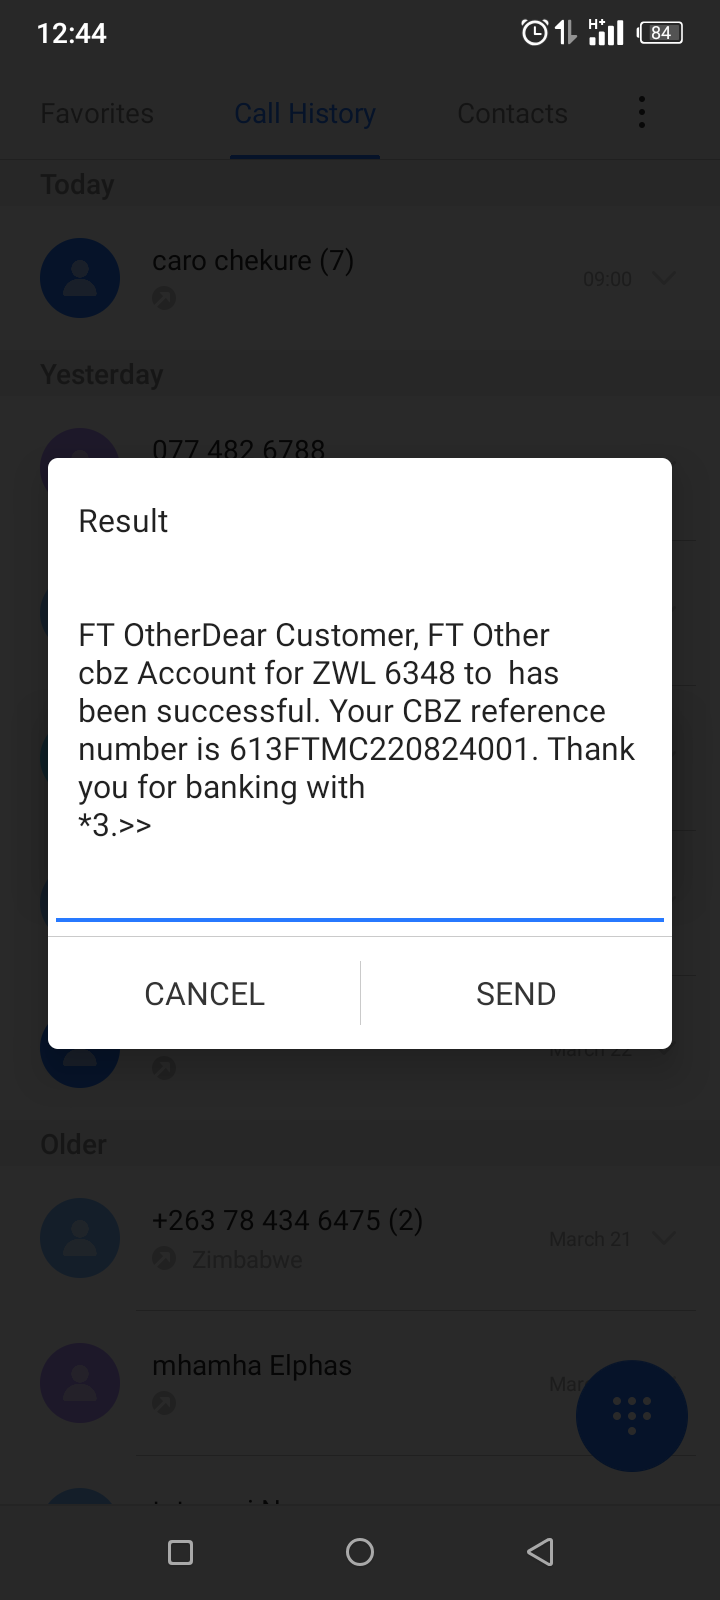 12:44
H+
84
Favorites
Call History
Contacts
Today
caro chekure (7)
09:00
Yesterday
077 482 6788
Result
FT OtherDear Customer, FT Other
cbz Account for ZWL 6348 to  has
been successful. Your CBZ reference
number is 613FTMC220824001. Thank
you for banking with
*3.>>
CANCEL
SEND
March 22
Older
+263 78 434 6475 (2)
Zimbabwe
March 21
mhamha Elphas